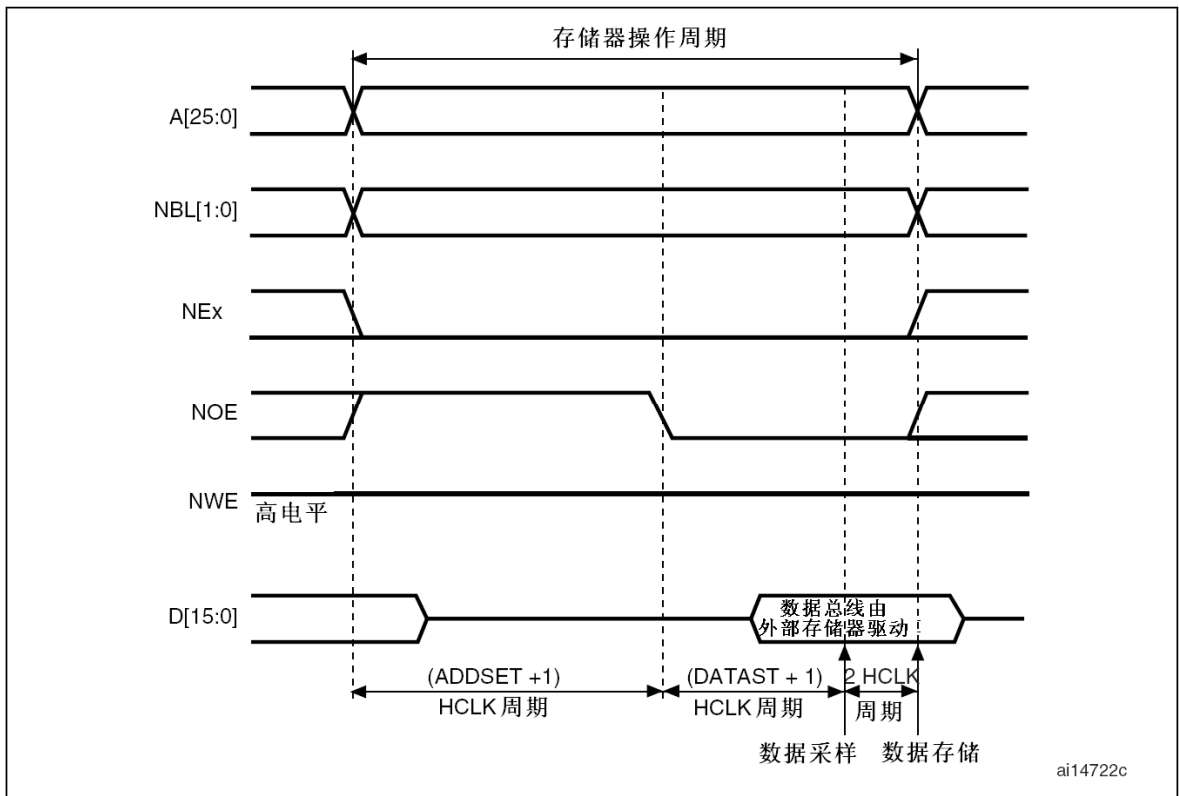 存储器操作周期
A[25:0]
NBL[1:0]
NEx
NOE
NWE
高电平
D[15:0]
数据总线由
外部存储器驱动
(ADDSET +1)
HCLK 周期
(DATAST + 1)
HCLK 周期
2 HCLK
周期
数据采样
数据存储
ai14722c